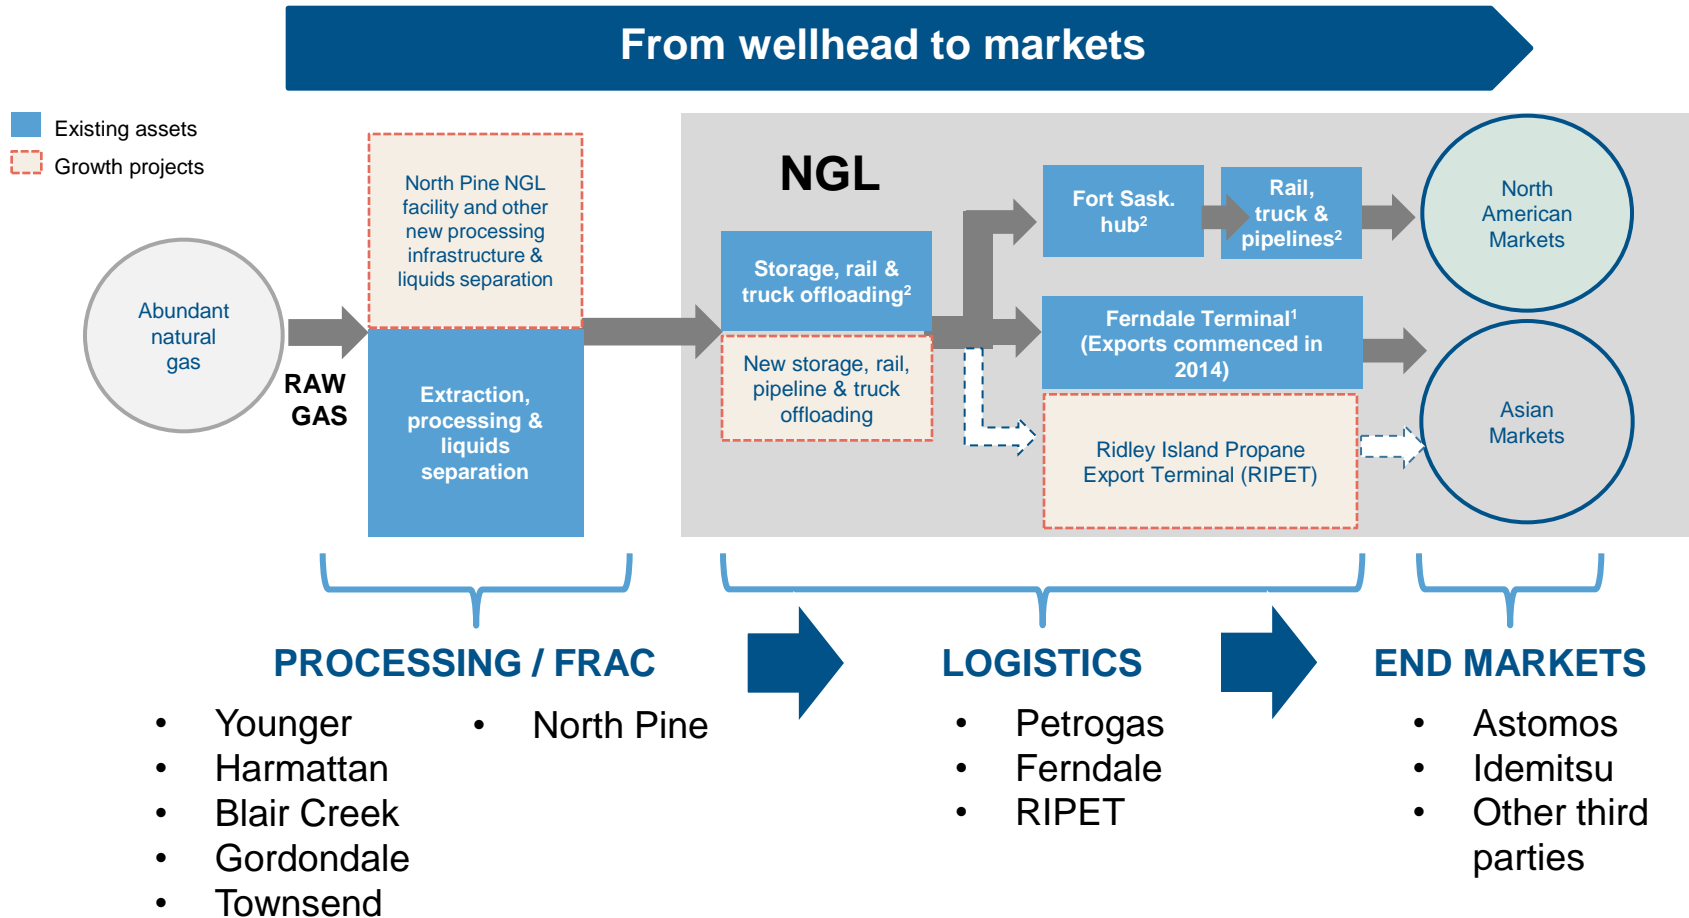 From wellhead to markets
Existing assets
Growth projects
Abundant
natural
gas
RAW
GAS
North Pine NGL
facility and other
new processing
infrastructure &
liquids separation
Extraction,
processing &
liquids
separation
NGL
Storage, rail &
truck offloading²
New storage, rail,
pipeline & truck
offloading
Fort Sask.
hub²
Rail,
truck &
pipelines²
Ferndale Terminal¹
(Exports commenced in
2014)
Ridley Island Propane
Export Terminal (RIPET)
North
American
Markets
Asian
Markets
PROCESSING / FRAC
• Younger
• Harmattan
• Blair Creek
• Gordondale
• Townsend
• North Pine
LOGISTICS
• Petrogas
• Ferndale
• RIPET
END MARKETS
• Astomos
• Idemitsu
• Other third
parties